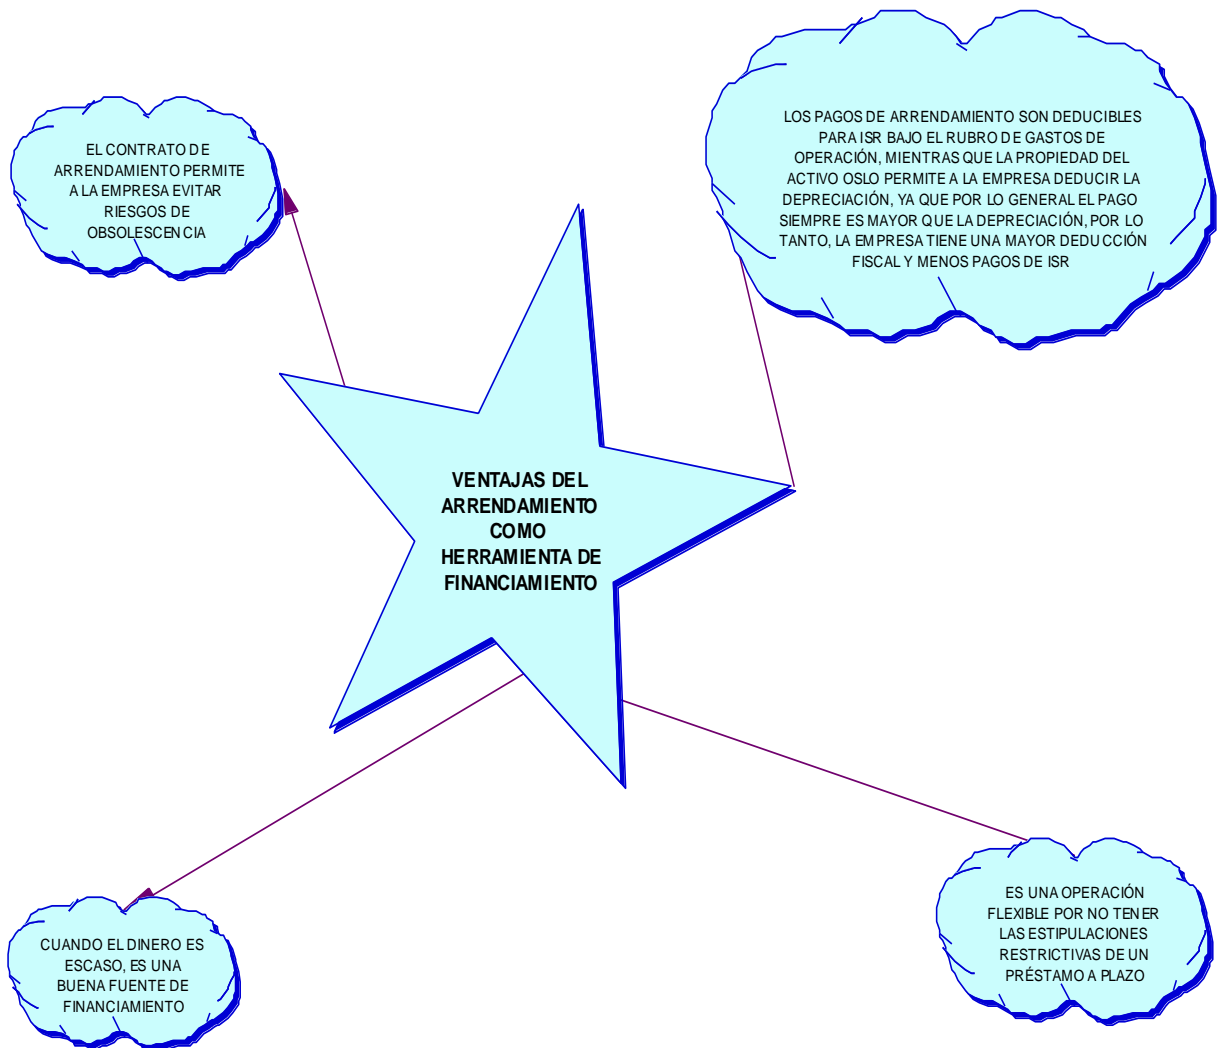 LOS PAGOS DE ARRENDAMIENTO SON DEDUCIBLES
PARA ISR BAJO EL RUBRO DE GASTOS DE
OPERACIÓN, MIENTRAS QUE LA PROPIEDAD DEL
ACTIVO OSLO PERMITE A LA EMPRESA DEDUCIR LA
DEPRECIACIÓN, YA QUE POR LO GENERAL EL PAGO
SIEMPRE ES MAYOR QUE LA DEPRECIACIÓN, POR LO
TANTO, LA EMPRESA TIENE UNA MAYOR DEDUCCIÓN
FISCAL Y MENOS PAGOS DE ISR
EL CONTRATO DE
ARRENDAMIENTO PERMITE
A LA EMPRESA EVITAR
RIESGOS DE
OBSOLESCENCIA
VENTAJAS DEL
ARRENDAMIENTO
COMO
HERRAMIENTA DE
FINANCIAMIENTO
ES UNA OPERACIÓN
FLEXIBLE POR NO TENER
LAS ESTIPULACIONES
RESTRICTIVAS DE UN
PRÉSTAMO A PLAZO
CUANDO EL DINERO ES
ESCASO, ES UNA
BUENA FUENTE DE
FINANCIAMIENTO